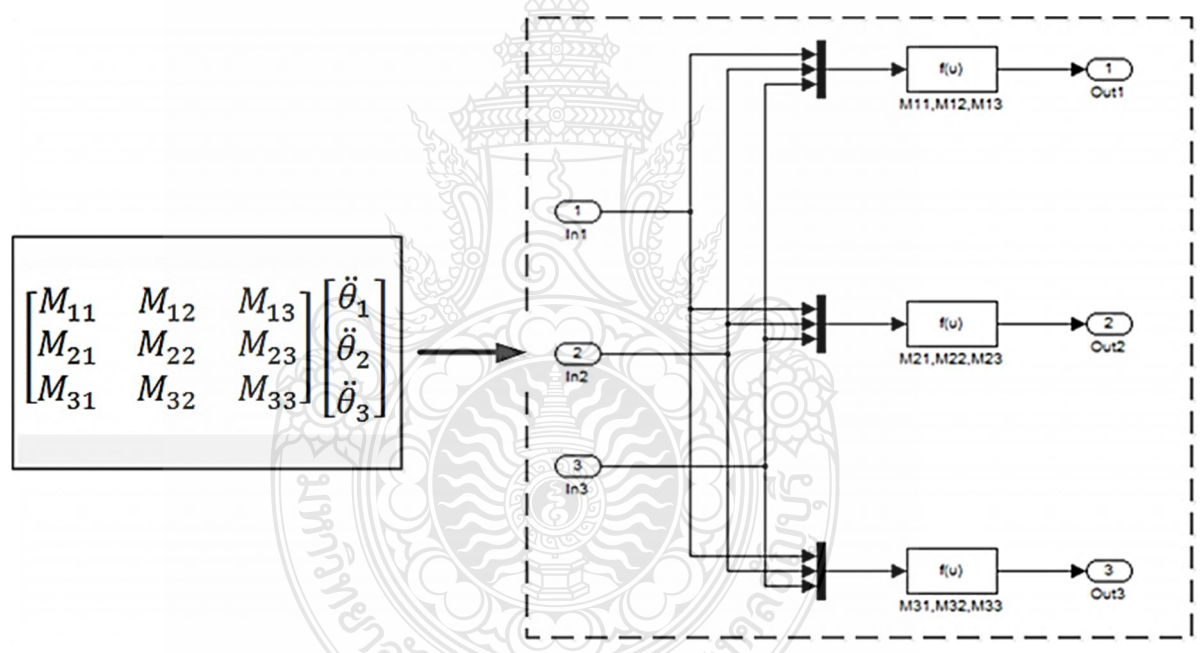 M11 M12 M13 θ̈1
M21 M22 M23 θ̈2
M31 M32 M33 θ̈3
1
In1
2
In2
3
In3
f(u)
M11,M12,M13
1
Out1
f(u)
M21,M22,M23
2
Out2
f(u)
M31,M32,M33
3
Out3